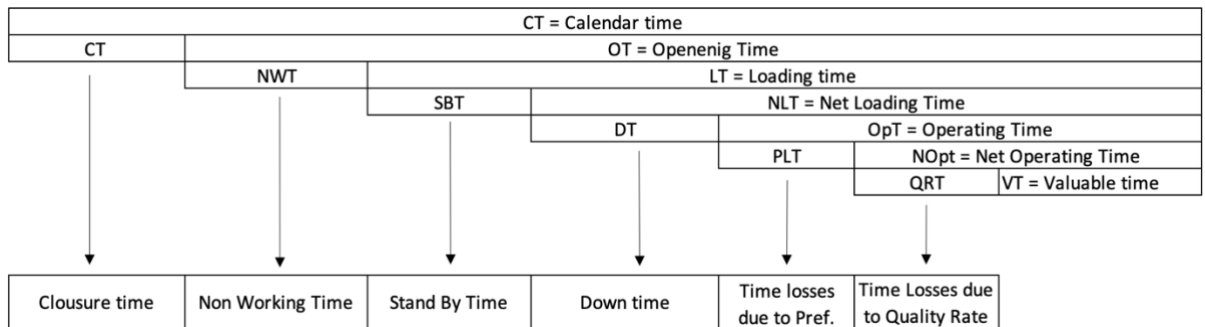 CT = Calendar time
CT OT = Openenig Time
NWT LT = Loading time
SBT NLT = Net Loading Time
DT OpT = Operating Time
PLT NOpt = Net Operating Time
QRT VT = Valuable time
Clousure time Non Working Time Stand By Time Down time Time losses due to Pref. Time Losses due to Quality Rate